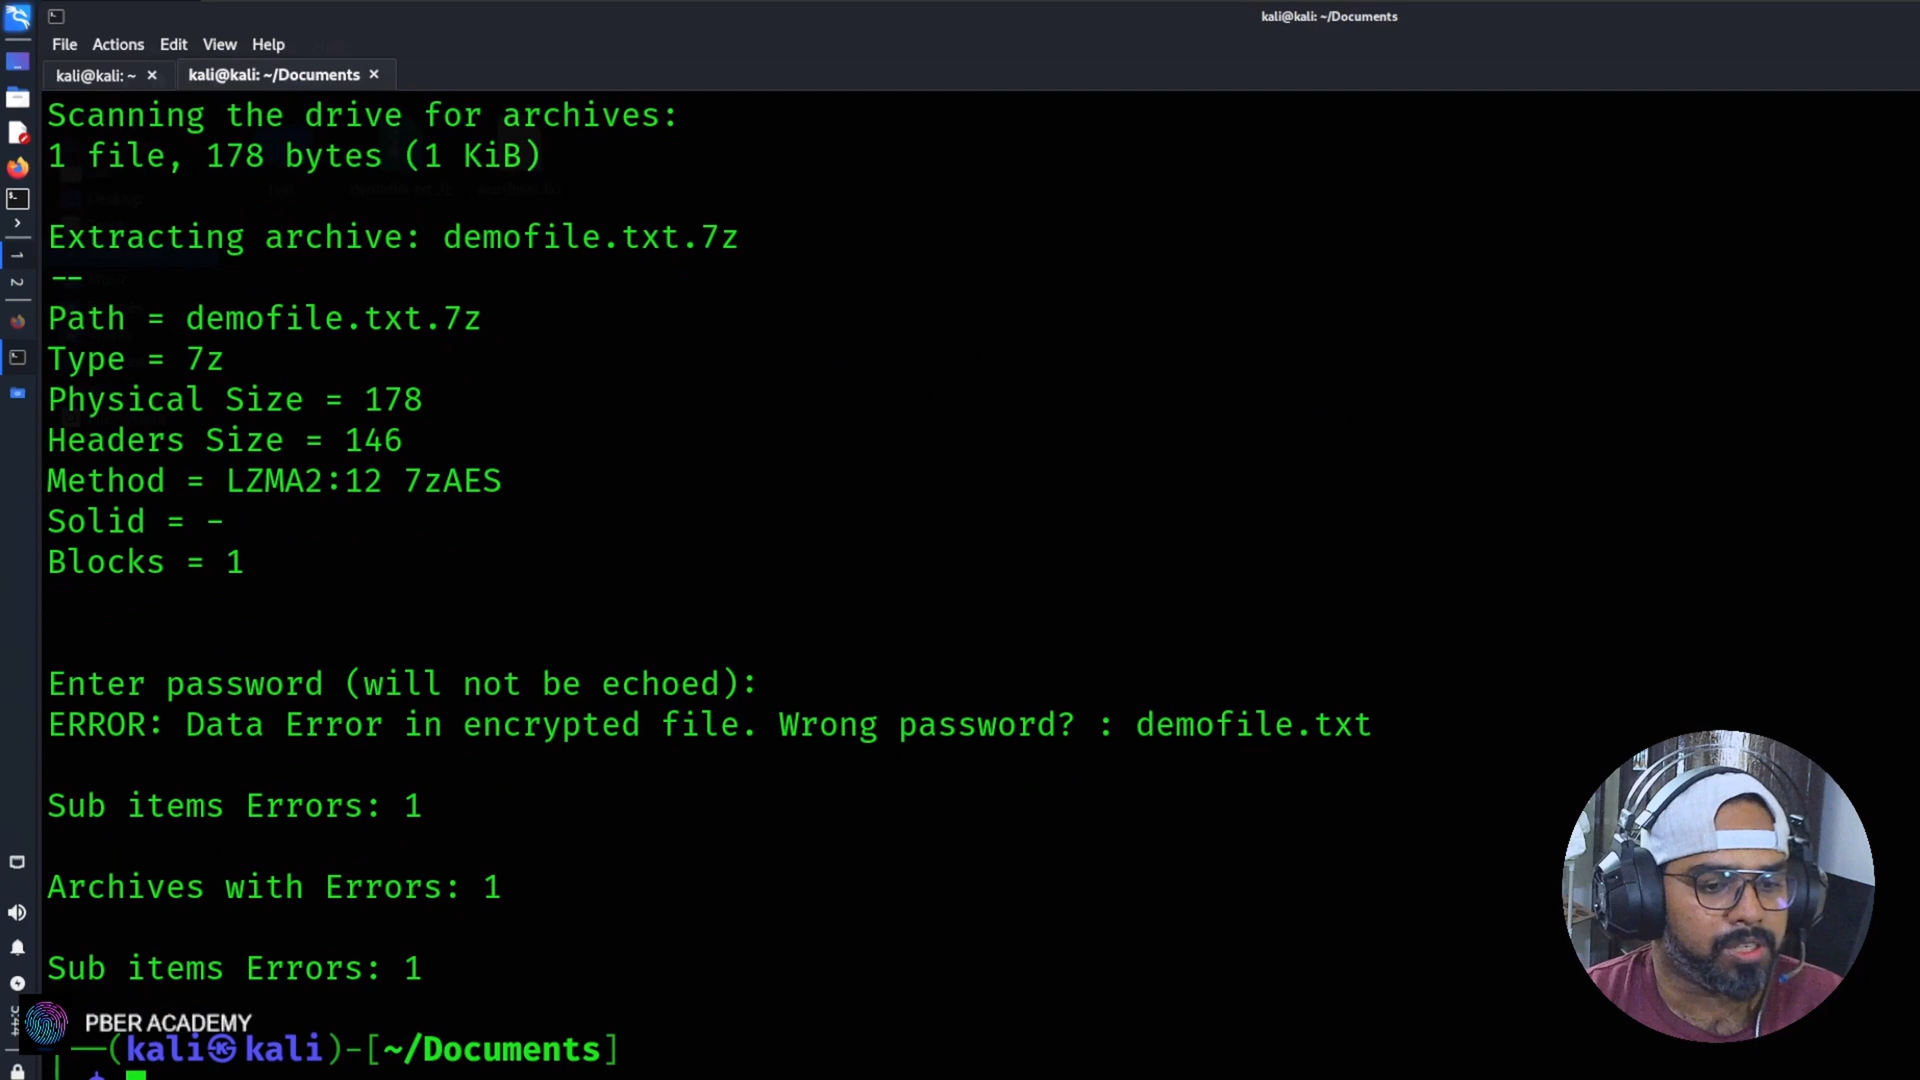 kali@kali: ~/Documents
File Actions Edit View Help
kali@kali: ~ ✕ kali@kali: ~/Documents ✕
Scanning the drive for archives:
1 file, 178 bytes (1 KiB)
Extracting archive: demofile.txt.7z
--
Path = demofile.txt.7z
Type = 7z
Physical Size = 178
Headers Size = 146
Method = LZMA2:12 7zAES
Solid = -
Blocks = 1
Enter password (will not be echoed):
ERROR: Data Error in encrypted file. Wrong password? : demofile.txt
Sub items Errors: 1
Archives with Errors: 1
Sub items Errors: 1
PBER ACADEMY
(kali㉿kali)-[~/Documents]
1
2